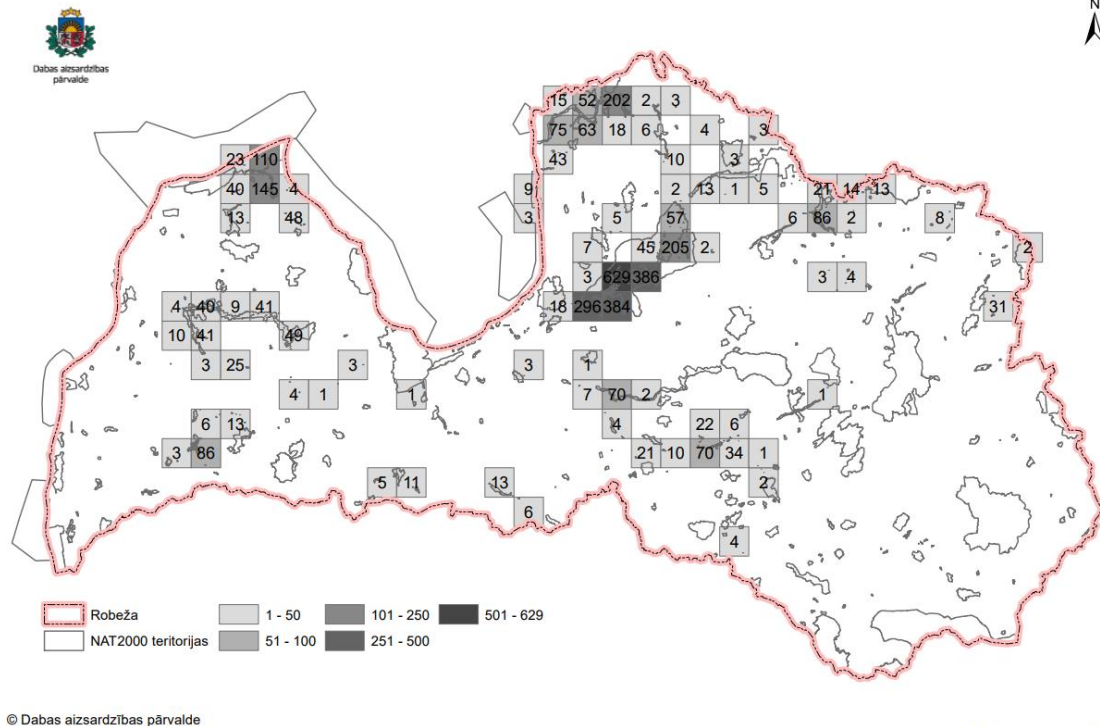 N
Dabas aizsardzības
pārvalde
15 52 202 2 3
75 63 18 6 4 3
23 110 43 10 3
40 145 4 9 2 13 1 5 21 14 13
13 48 3 5 57 6 86 2 8
7 45 205 2 2
3 629 386 3 4
4 40 9 41 18 296 384 31
10 41 49
3 25 3 3 1
4 1 1 7 70 2 1
6 13 4 22 6
3 86 21 10 70 34 1
5 11 13 2
6
4
Robeža 1 - 50 101 - 250 501 - 629
NAT2000 teritorijas 51 - 100 251 - 500
© Dabas aizsardzības pārvalde